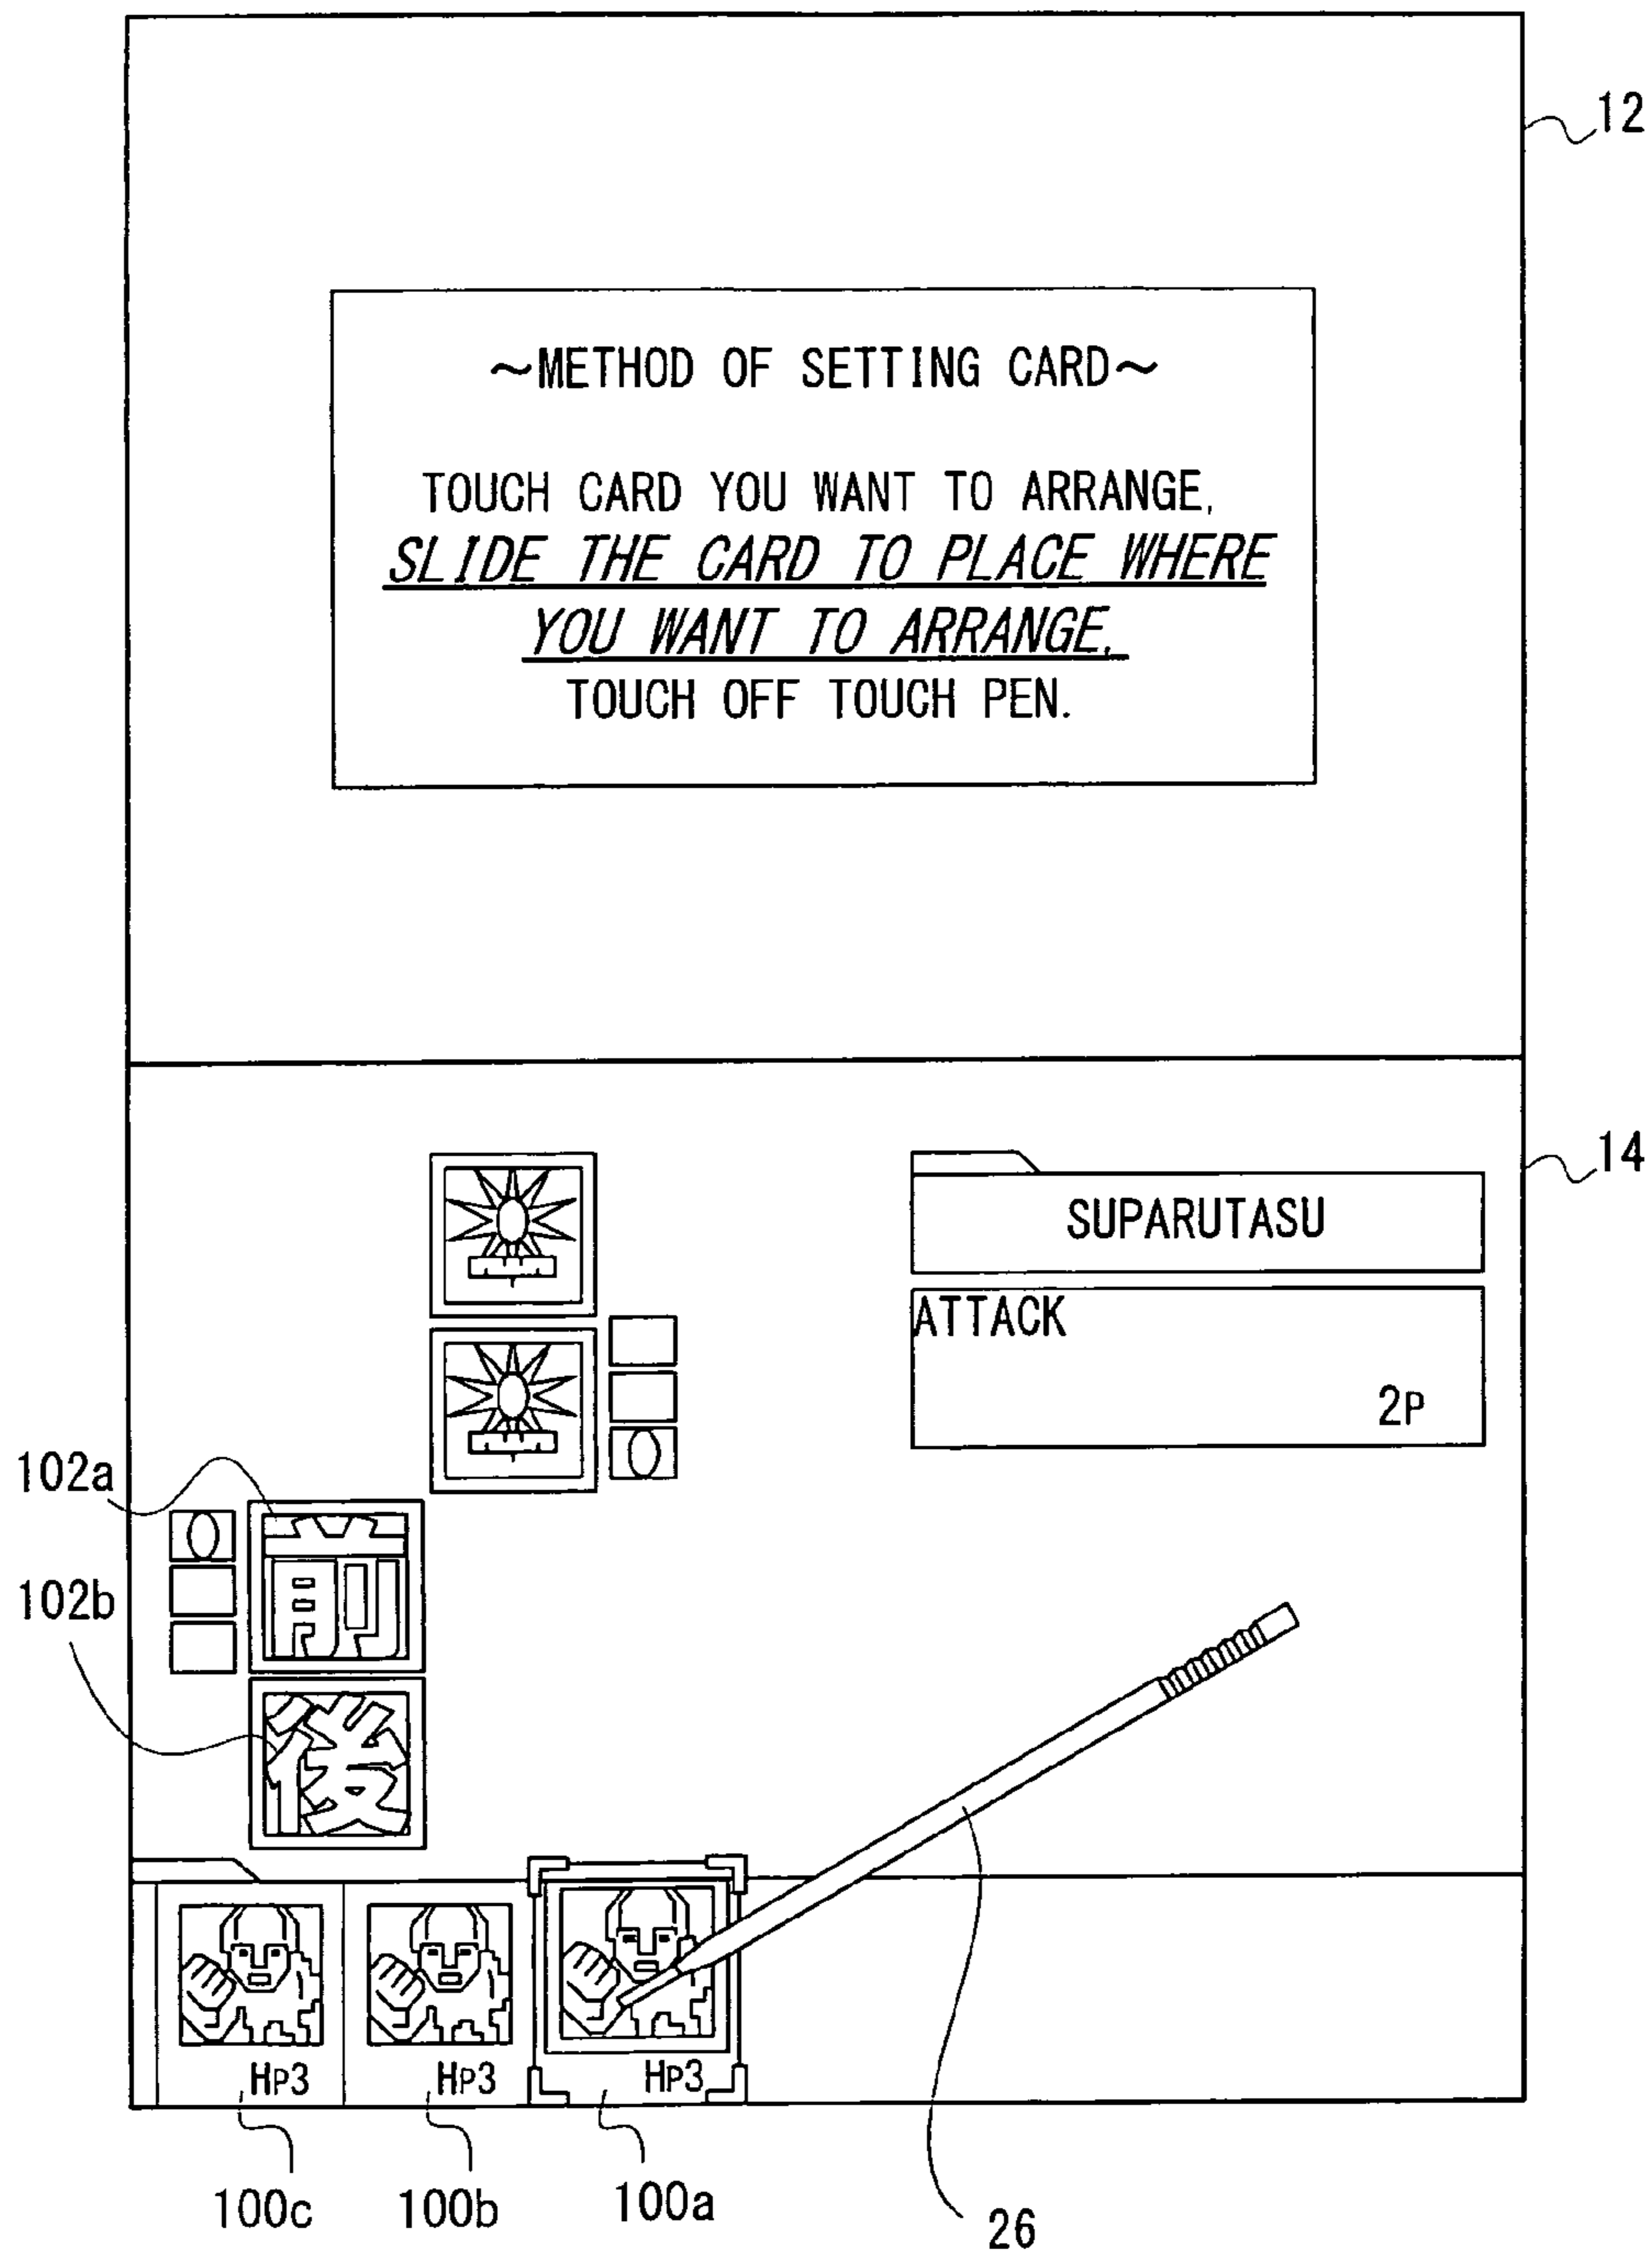 12
~METHOD OF SETTING CARD~
TOUCH CARD YOU WANT TO ARRANGE,
SLIDE THE CARD TO PLACE WHERE
YOU WANT TO ARRANGE,
TOUCH OFF TOUCH PEN.
14
SUPARUTASU
ATTACK
2P
102a
前
102b
後
HP3
HP3
HP3
100c
100b
100a
26